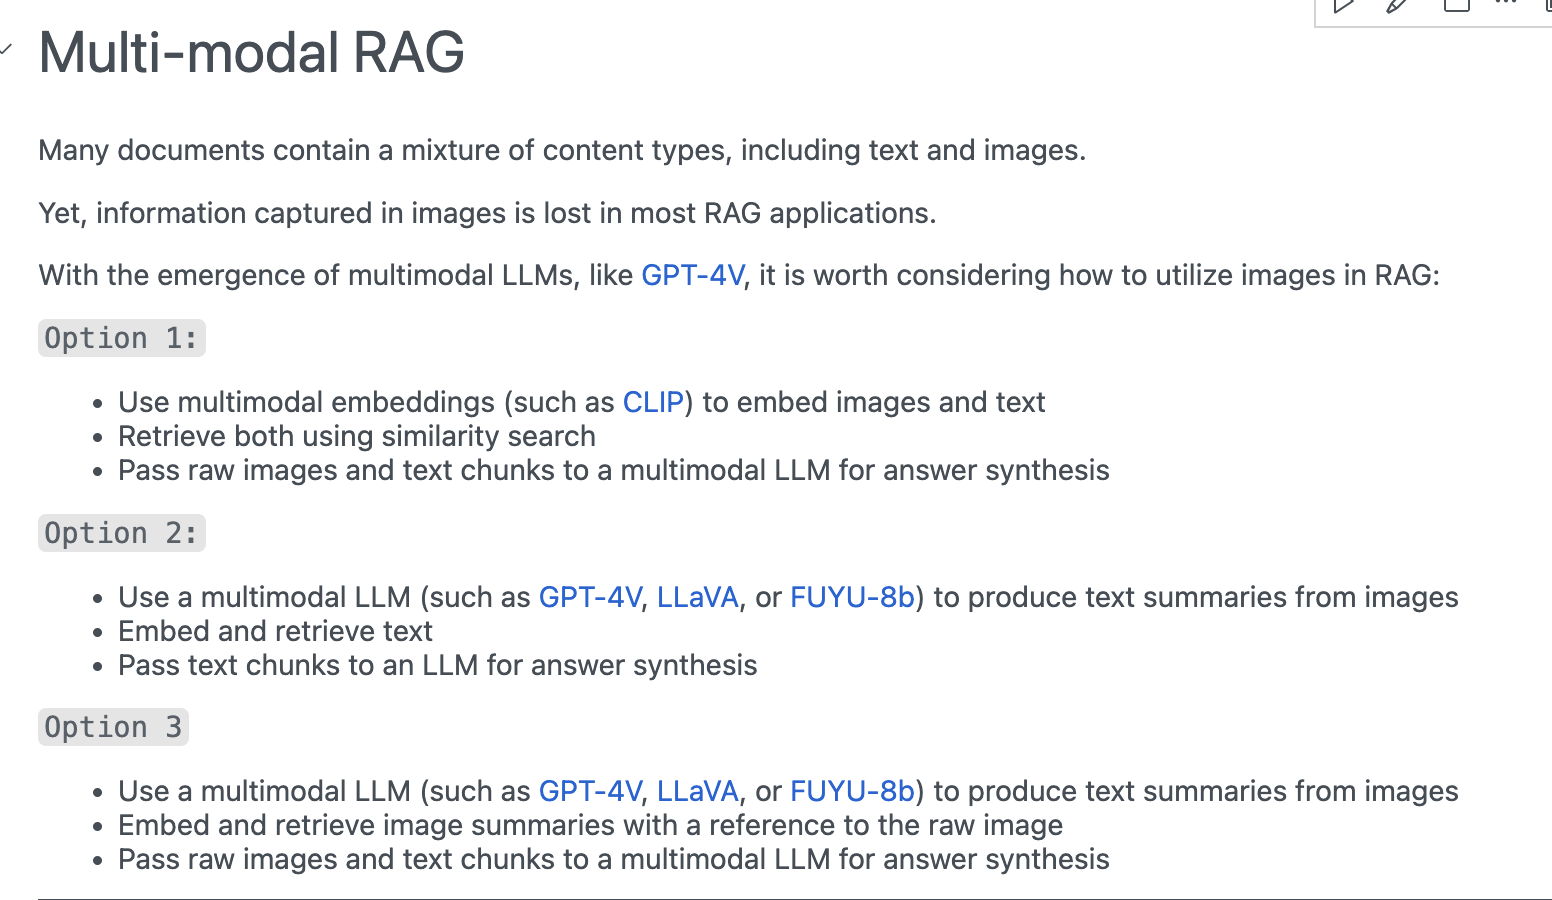 Multi-modal RAG
Many documents contain a mixture of content types, including text and images.
Yet, information captured in images is lost in most RAG applications.
With the emergence of multimodal LLMs, like GPT-4V, it is worth considering how to utilize images in RAG:
Option 1:
• Use multimodal embeddings (such as CLIP) to embed images and text
• Retrieve both using similarity search
• Pass raw images and text chunks to a multimodal LLM for answer synthesis
Option 2:
• Use a multimodal LLM (such as GPT-4V, LLaVA, or FUYU-8b) to produce text summaries from images
• Embed and retrieve text
• Pass text chunks to an LLM for answer synthesis
Option 3
• Use a multimodal LLM (such as GPT-4V, LLaVA, or FUYU-8b) to produce text summaries from images
• Embed and retrieve image summaries with a reference to the raw image
• Pass raw images and text chunks to a multimodal LLM for answer synthesis